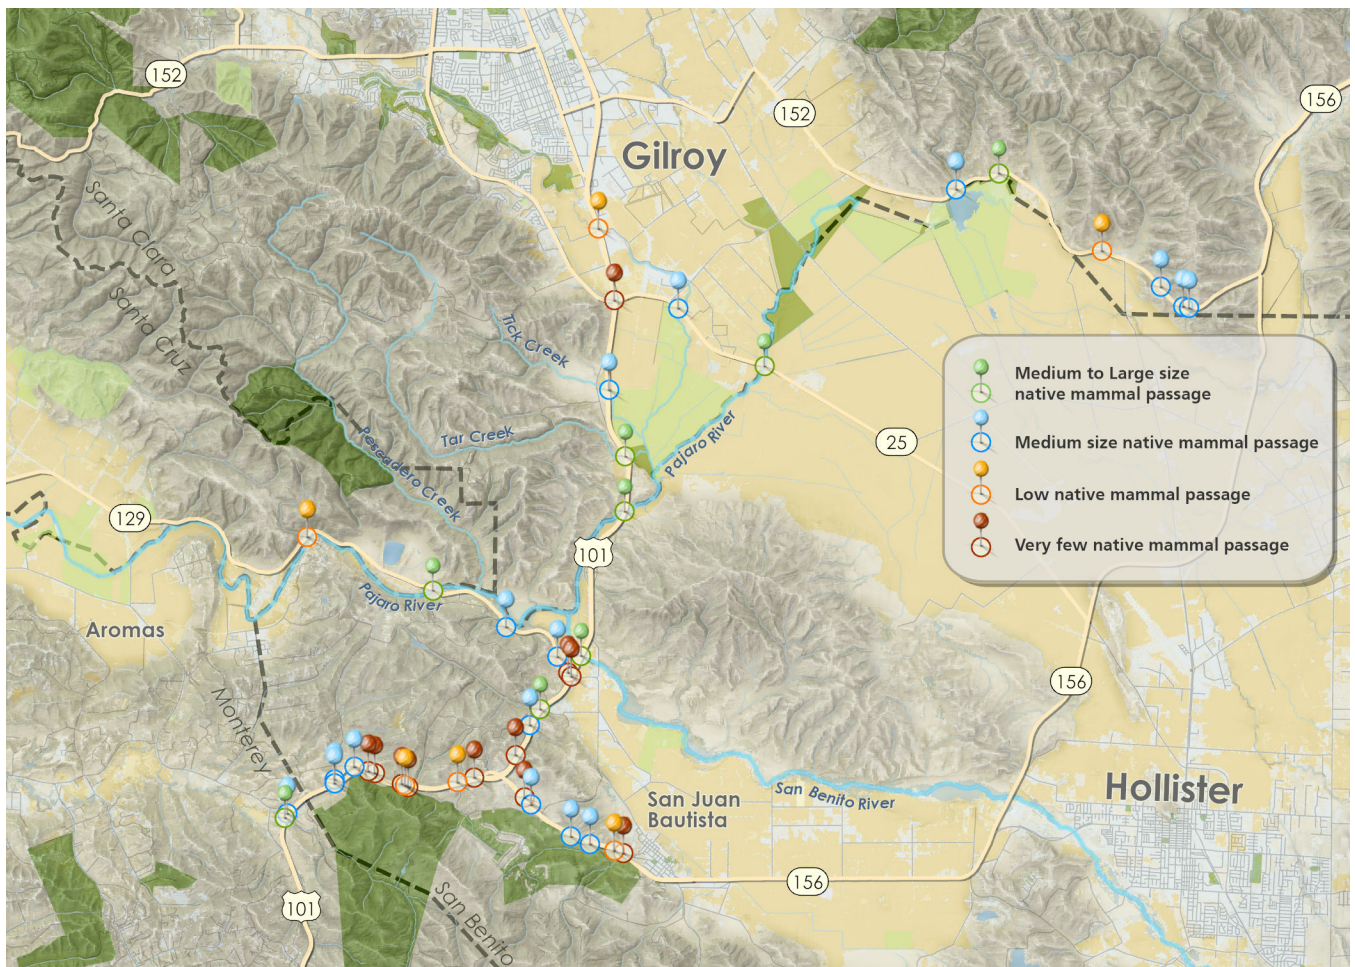 152
156
152
Gilroy
Santa Clara
Santa Cruz
Tick Creek
Medium to Large size
native mammal passage
Tar Creek
Pajaro River
25
Medium size native mammal passage
Pescadero Creek
Low native mammal passage
129
101
Very few native mammal passage
Pajaro River
Aromas
156
Monterey
San Juan
Bautista
San Benito River
Hollister
156
101
San Benito